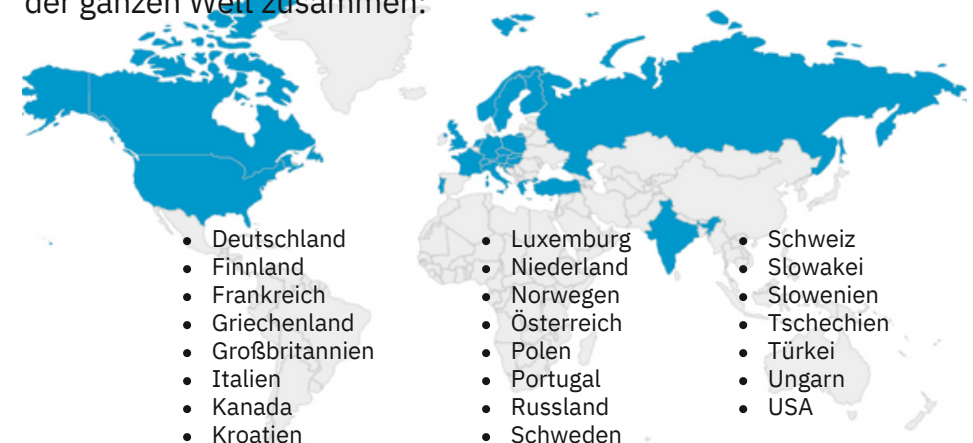 der ganzen Welt zusammen:
• Deutschland
• Finnland
• Frankreich
• Griechenland
• Großbritannien
• Italien
• Kanada
• Kroatien
• Luxemburg
• Niederland
• Norwegen
• Österreich
• Polen
• Portugal
• Russland
• Schweden
• Schweiz
• Slowakei
• Slowenien
• Tschechien
• Türkei
• Ungarn
• USA